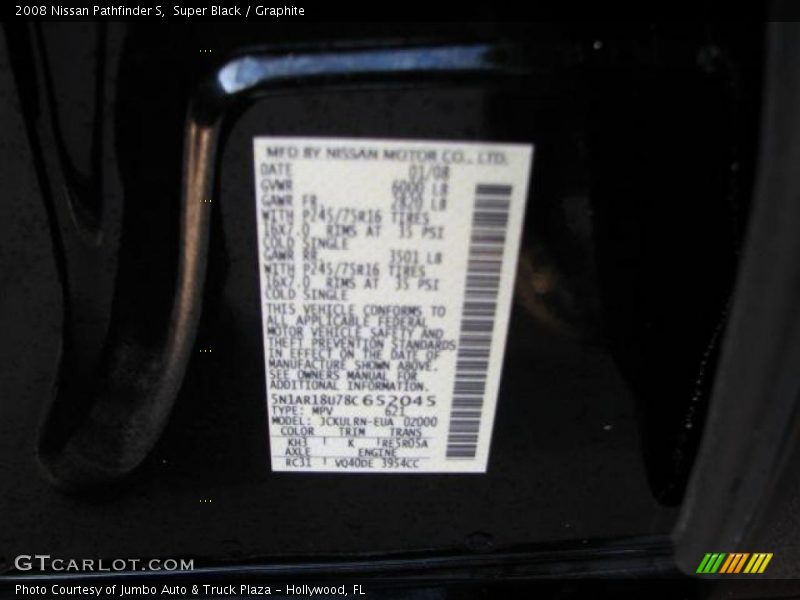 2008 Nissan Pathfinder S, Super Black / Graphite
MFD BY NISSAN MOTOR CO., LTD.
DATE 01/08
GVWR 6000 LB
GAWR FR. 2820 LB
WITH P245/75R16 TIRES
16X7.0 RIMS AT 35 PSI
COLD SINGLE
GAWR RR. 3501 LB
WITH P245/75R16 TIRES
16X7.0 RIMS AT 35 PSI
COLD SINGLE
THIS VEHICLE CONFORMS TO
ALL APPLICABLE FEDERAL
MOTOR VEHICLE SAFETY AND
THEFT PREVENTION STANDARDS
IN EFFECT ON THE DATE OF
MANUFACTURE SHOWN ABOVE.
SEE OWNERS MANUAL FOR
ADDITIONAL INFORMATION.
5N1AR18U78C652045
TYPE: MPV 621
MODEL: JCKULRN-EUA 02000
COLOR TRIM TRANS
KH3 K RE5R05A
AXLE ENGINE
RC31 VQ40DE 3954CC
GTCARLOT.COM
Photo Courtesy of Jumbo Auto & Truck Plaza - Hollywood, FL